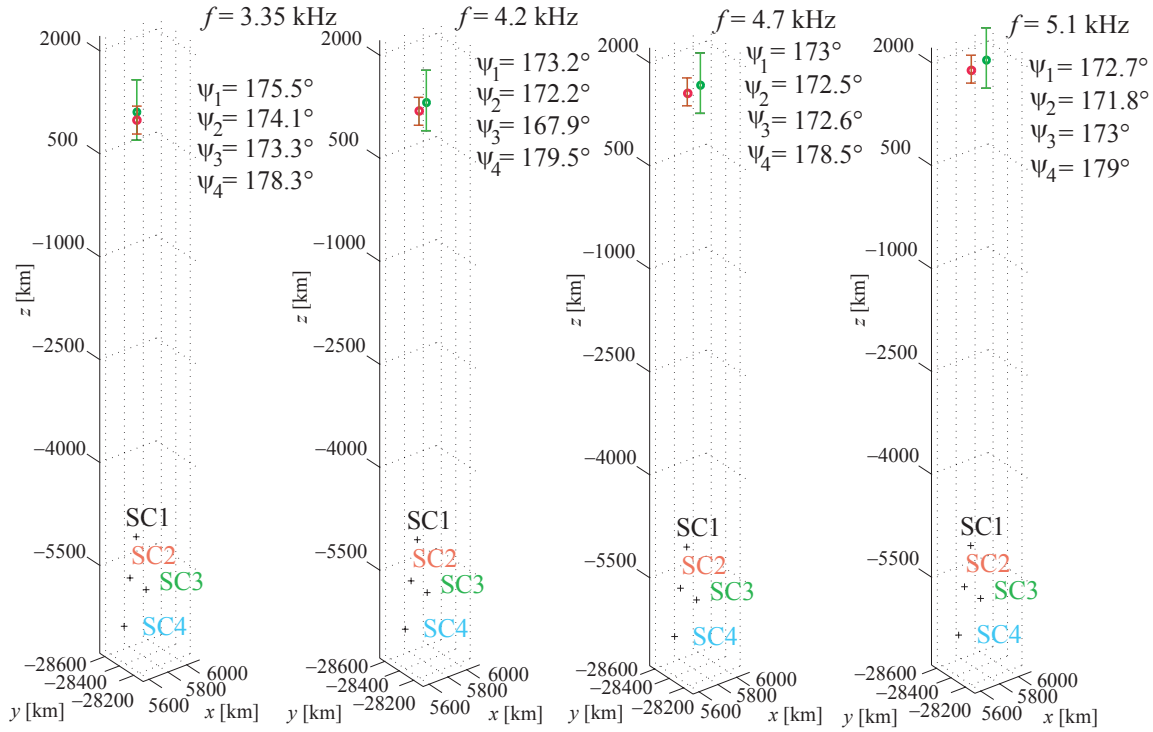 f = 3.35 kHz
ψ1= 175.5°
ψ2= 174.1°
ψ3= 173.3°
ψ4= 178.3°
2000
500
−1000
−2500
−4000
−5500
z [km]
SC1
SC2
SC3
SC4
−28600
−28400
−28200
y [km]
6000
5800
5600
x [km]
f = 4.2 kHz
ψ1= 173.2°
ψ2= 172.2°
ψ3= 167.9°
ψ4= 179.5°
2000
500
−1000
−2500
−4000
−5500
z [km]
SC1
SC2
SC3
SC4
−28600
−28400
−28200
y [km]
6000
5800
5600
x [km]
f = 4.7 kHz
ψ1 = 173°
ψ2 = 172.5°
ψ3 = 172.6°
ψ4= 178.5°
2000
500
−1000
−2500
−4000
−5500
z [km]
SC1
SC2
SC3
SC4
−28600
−28400
−28200
y [km]
6000
5800
5600
x [km]
f = 5.1 kHz
ψ1= 172.7°
ψ2= 171.8°
ψ3= 173°
ψ4= 179°
2000
500
−1000
−2500
−4000
−5500
z [km]
SC1
SC2
SC3
SC4
−28600
−28400
−28200
y [km]
6000
5800
5600
x [km]